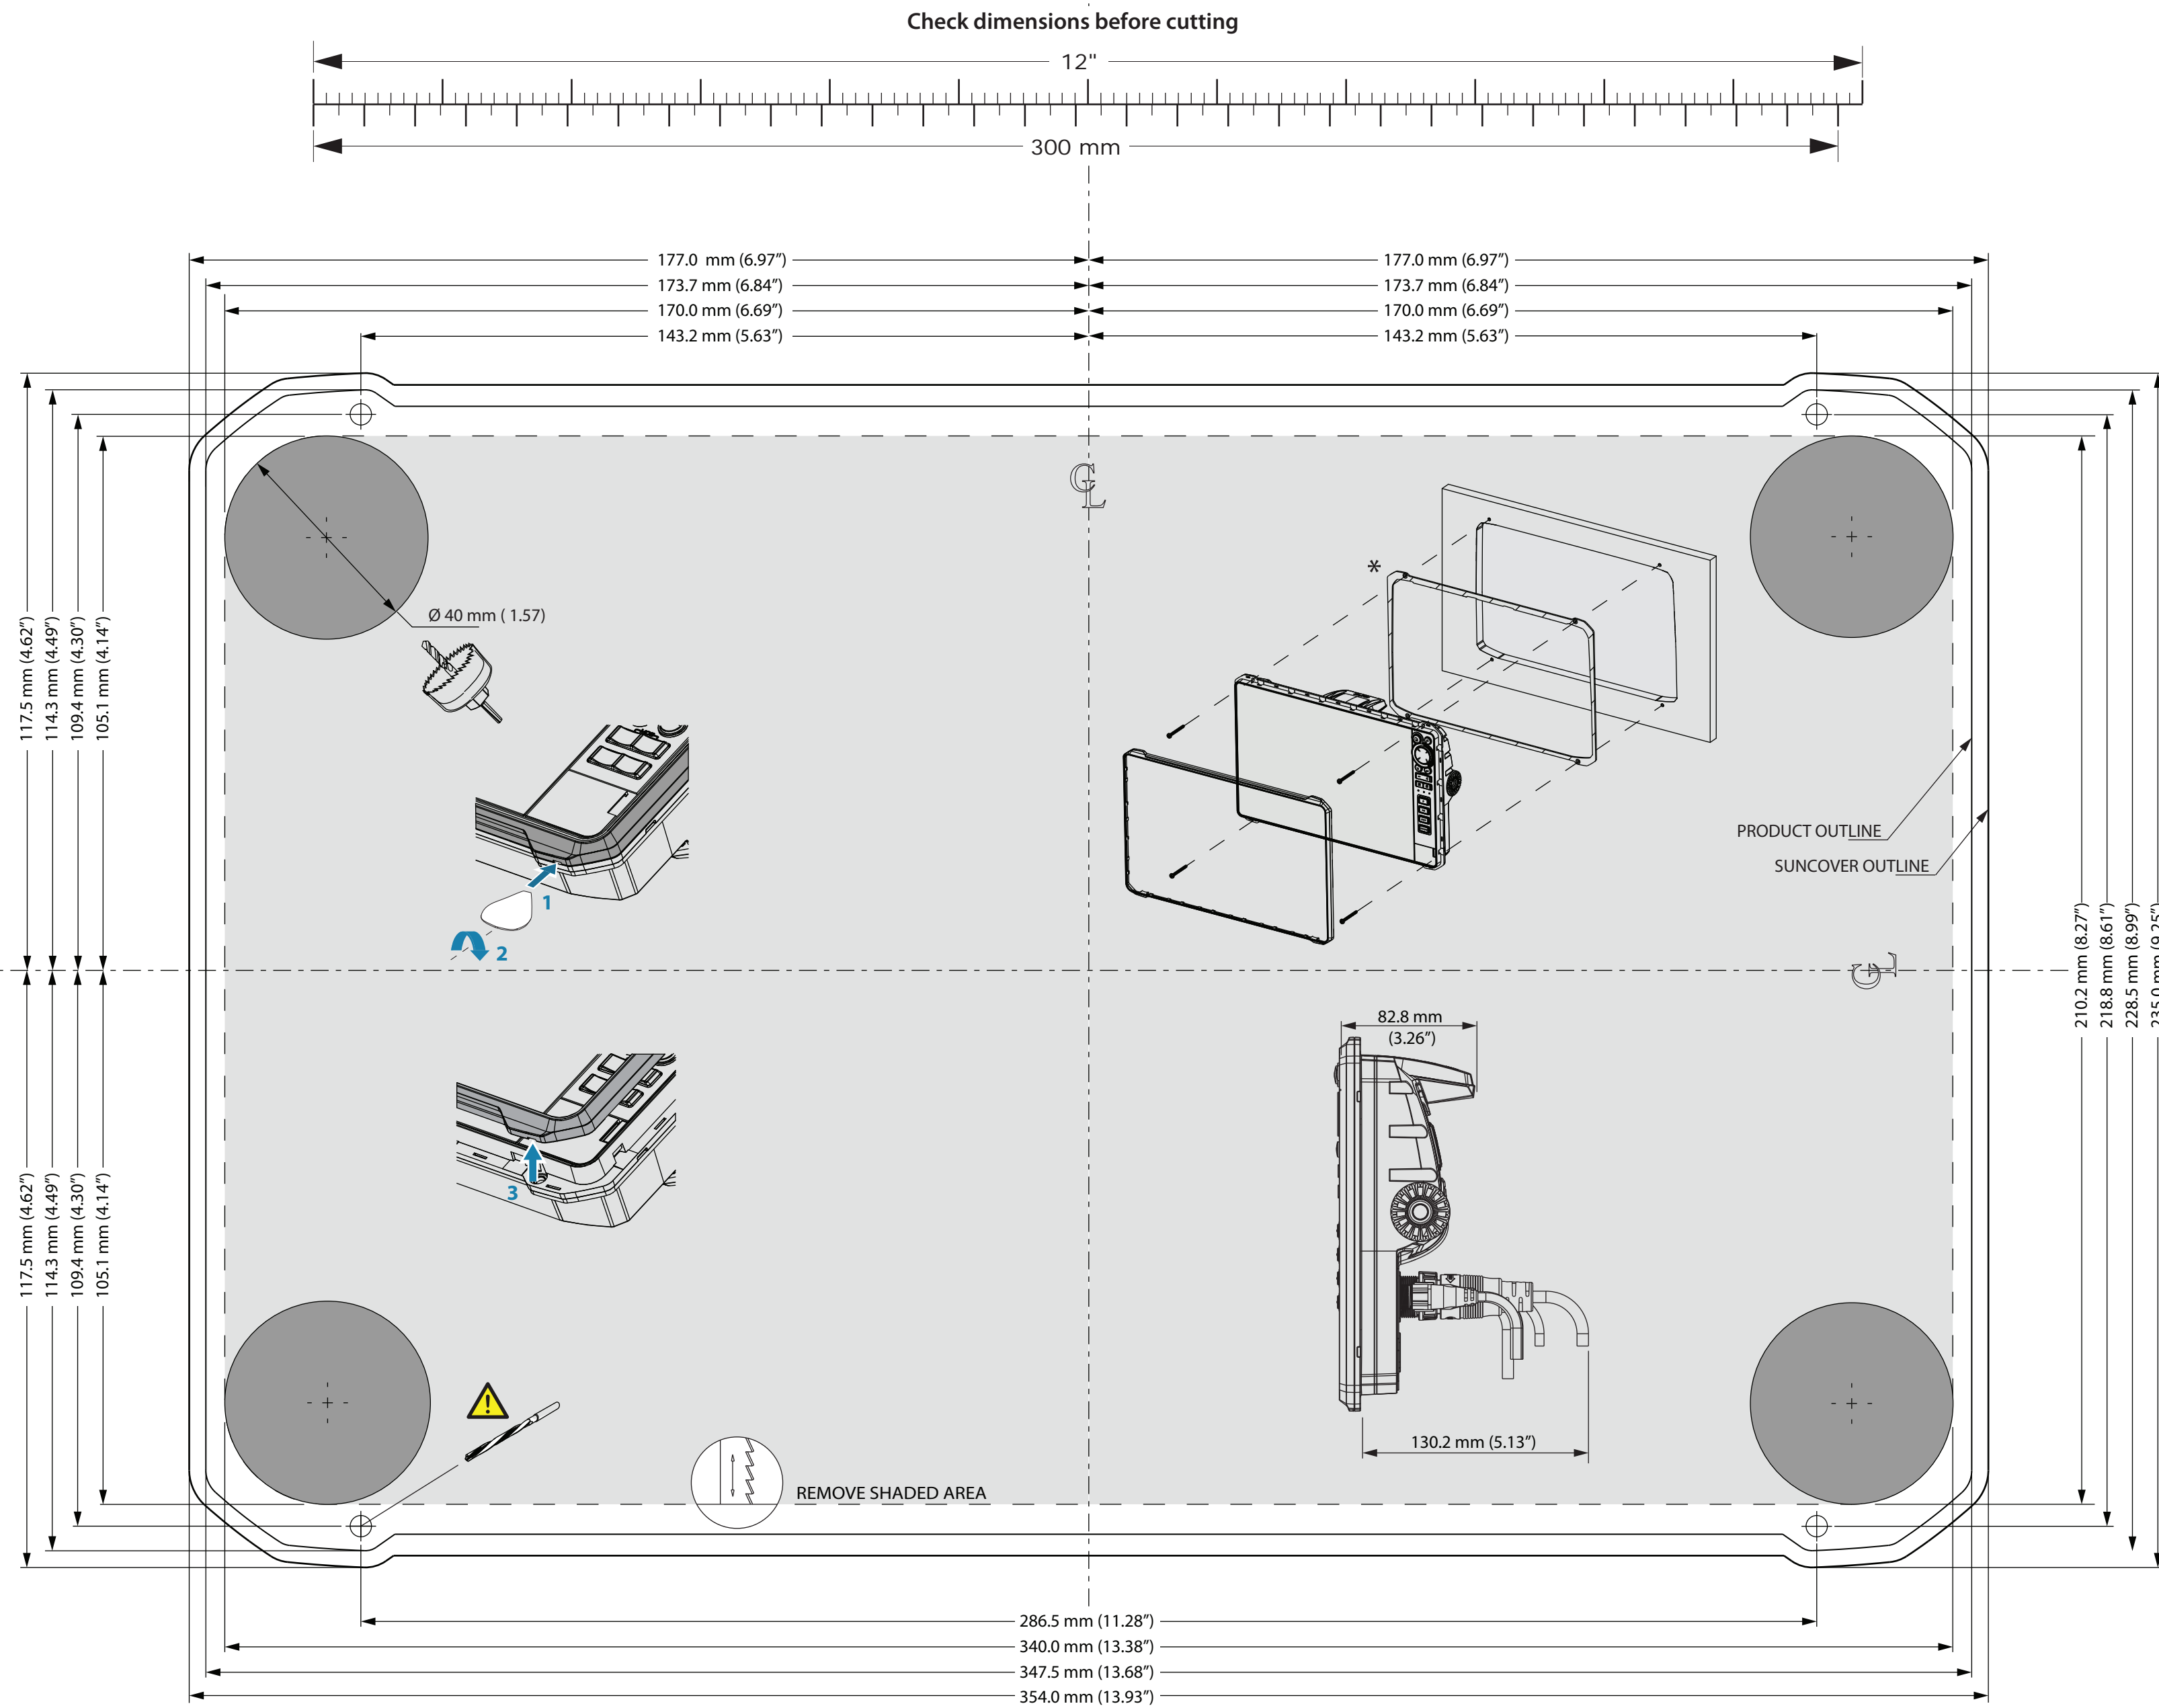 Check dimensions before cutting
12"
300 mm
177.0  mm (6.97”)
177.0 mm (6.97”)
173.7 mm (6.84”)
173.7 mm (6.84”)
170.0 mm (6.69”)
170.0 mm (6.69”)
143.2 mm (5.63”)
143.2 mm (5.63”)
117.5 mm (4.62”)
114.3 mm (4.49”)
109.4 mm (4.30”)
105.1 mm (4.14”)
CL
*
Ø 40 mm ( 1.57)
PRODUCT OUTLINE
SUNCOVER OUTLINE
1
2
CL
210.2 mm (8.27”)
218.8 mm (8.61”)
228.5 mm (8.99”)
235.0 mm (9.25”)
82.8 mm
(3.26”)
117.5 mm (4.62”)
114.3 mm (4.49”)
109.4 mm (4.30”)
105.1 mm (4.14”)
3
130.2 mm (5.13”)
!
REMOVE SHADED AREA
286.5 mm (11.28”)
340.0 mm (13.38”)
347.5 mm (13.68”)
354.0 mm (13.93”)